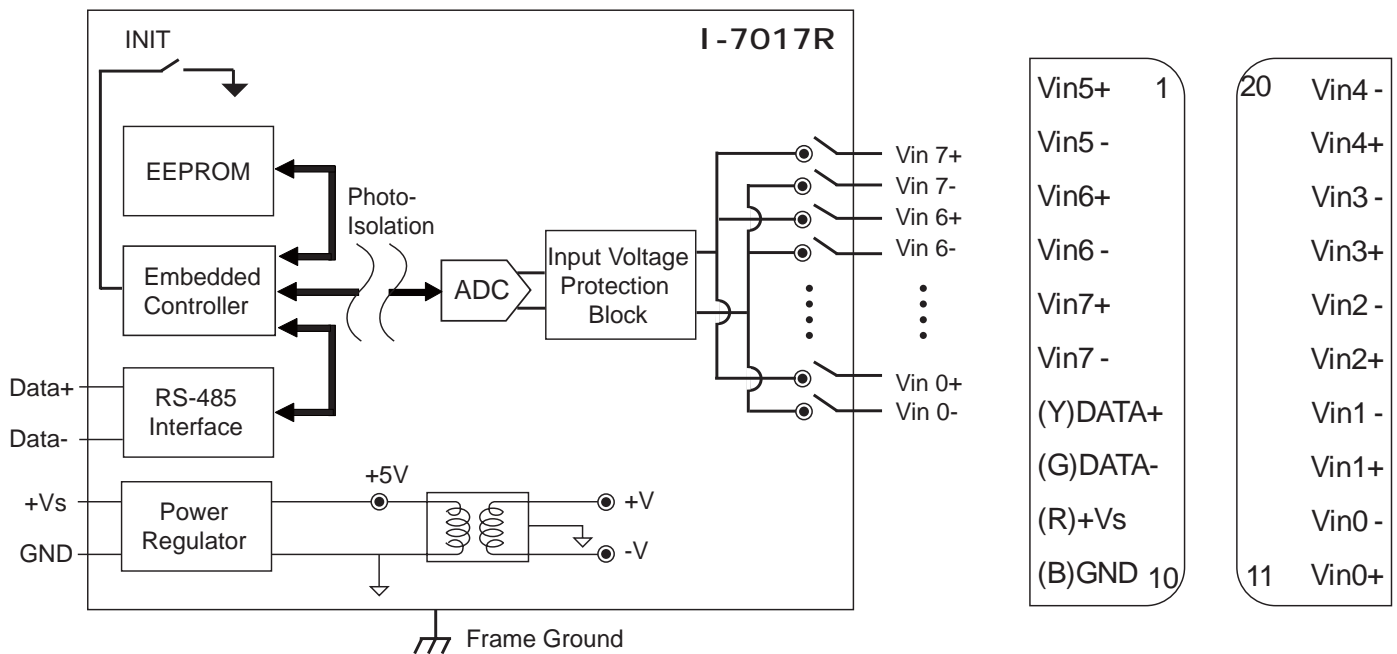 INIT
I-7017R
EEPROM
Photo-
Isolation
Embedded
Controller
ADC
Input Voltage
Protection
Block
Vin 7+
Vin 7-
Vin 6+
Vin 6-
Vin 0+
Vin 0-
Data+
Data-
RS-485
Interface
+Vs
GND
Power
Regulator
+5V
+V
-V
Frame Ground
Vin5+ 1
Vin5 -
Vin6+
Vin6 -
Vin7+
Vin7 -
(Y)DATA+
(G)DATA-
(R)+Vs
(B)GND 10
20 Vin4 -
Vin4+
Vin3 -
Vin3+
Vin2 -
Vin2+
Vin1 -
Vin1+
Vin0 -
11 Vin0+